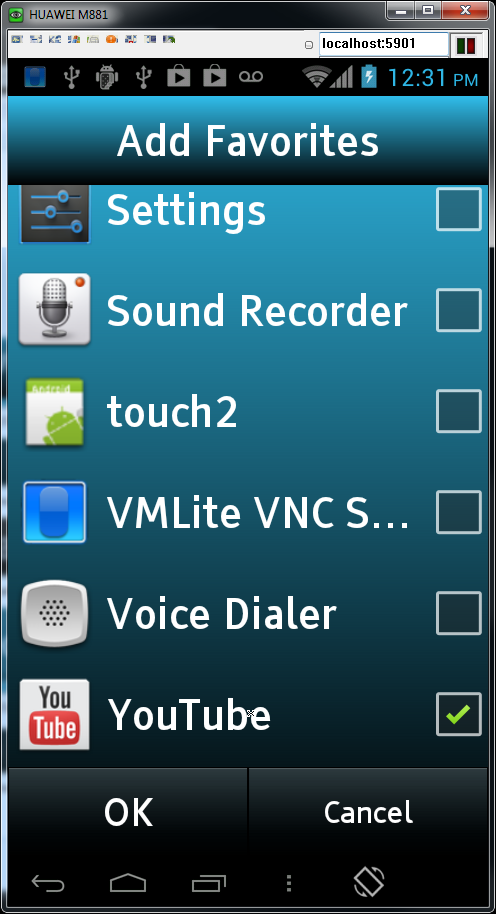 HUAWEI M881
localhost:5901
12:31 PM
Add Favorites
Settings
Sound Recorder
Android
touch2
VMLite VNC S...
Voice Dialer
You
Tube
YouTube
OK
Cancel